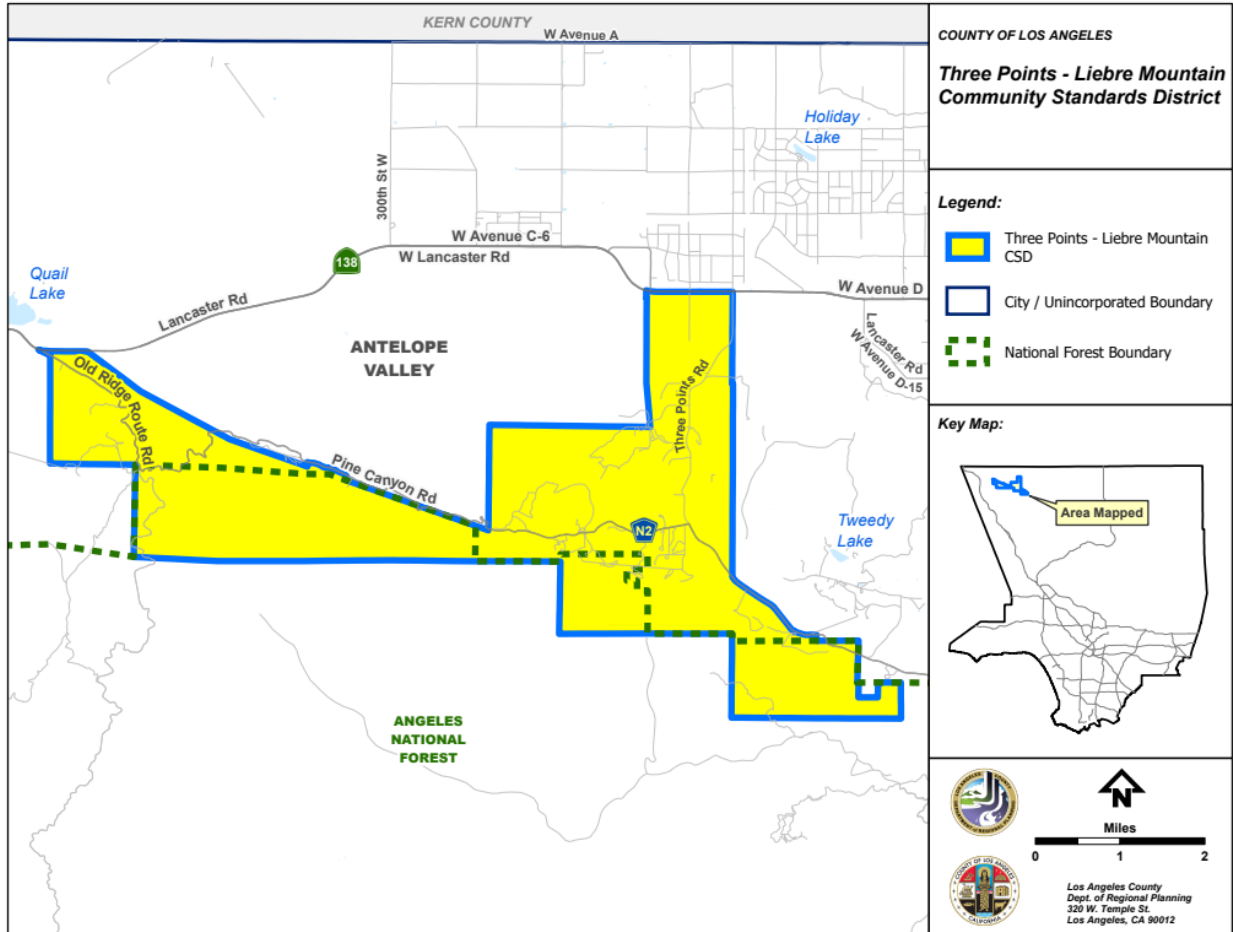 KERN COUNTY
W Avenue A
Holiday
Lake
300th St W
W Avenue C-6
W Lancaster Rd
138
Quail
Lake
Lancaster Rd
W Avenue D
Lancaster Rd
W Avenue D-15
ANTELOPE
VALLEY
Old Ridge Route Rd
Three Points Rd
Pine Canyon Rd
N2
Tweedy
Lake
ANGELES
NATIONAL
FOREST
COUNTY OF LOS ANGELES
Three Points - Liebre Mountain
Community Standards District
Legend:
Three Points - Liebre Mountain
CSD
City / Unincorporated Boundary
National Forest Boundary
Key Map:
Area Mapped
N
Miles
0 1 2
Los Angeles County
Dept. of Regional Planning
320 W. Temple St.
Los Angeles, CA 90012